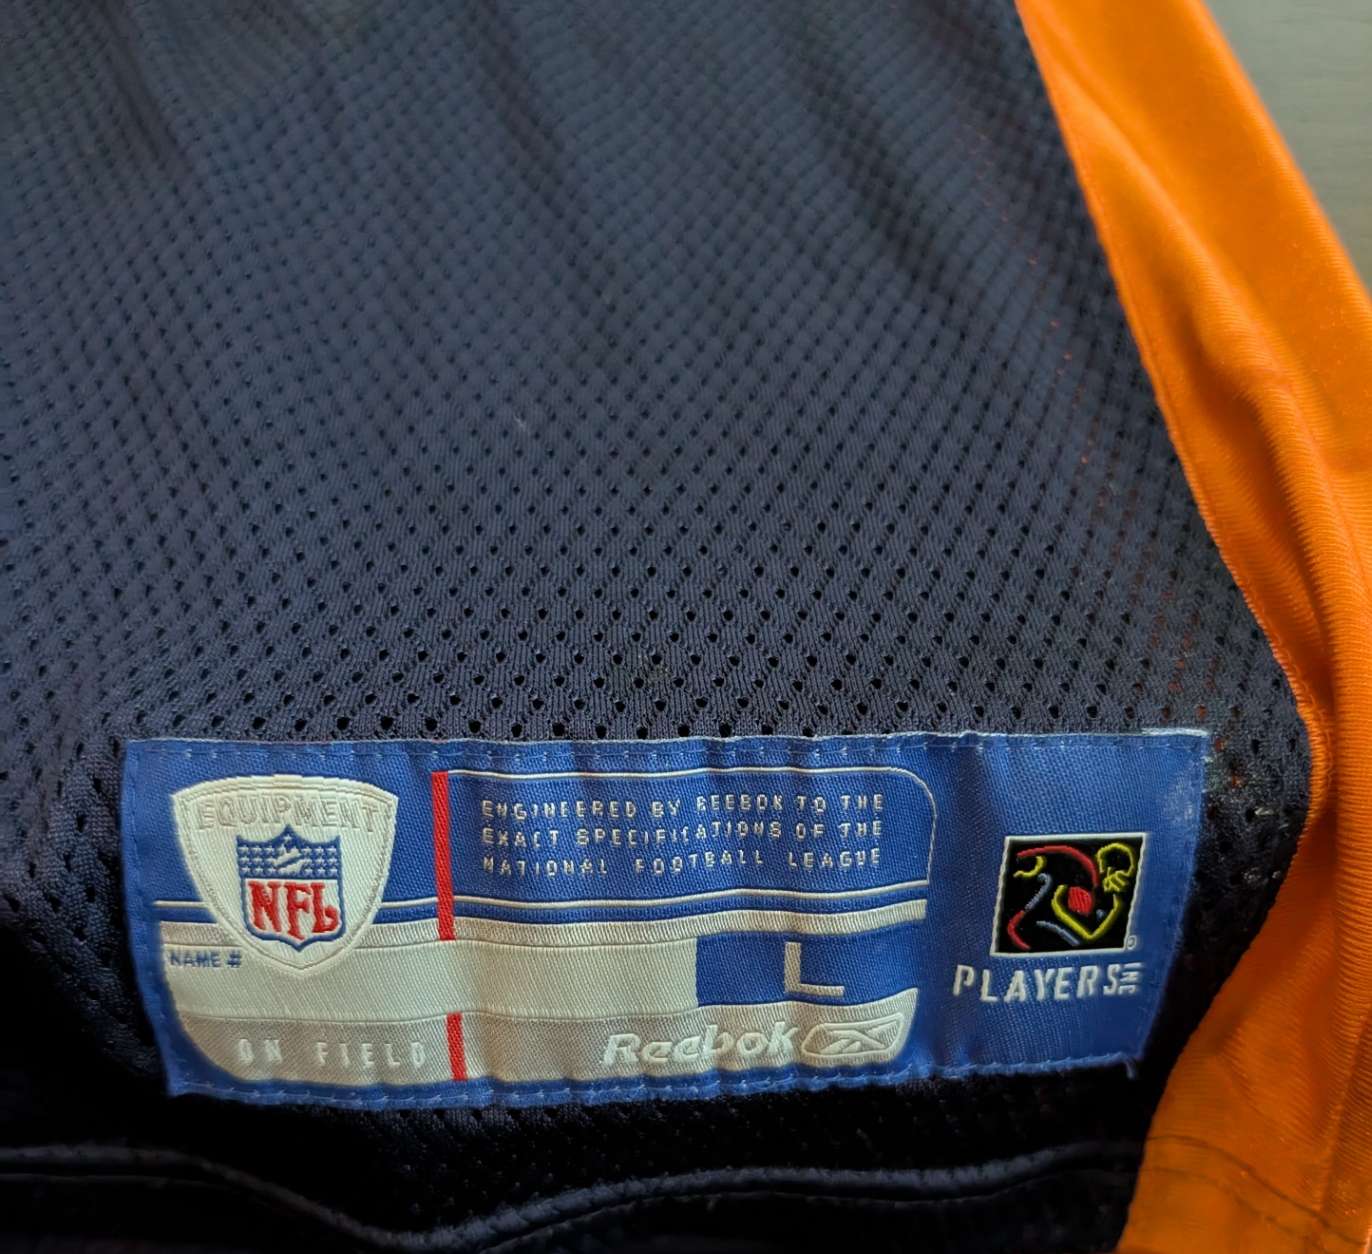 EQUIPMENT
NFL
ENGINEERED BY REEBOK TO THE
EXACT SPECIFICATIONS OF THE
NATIONAL FOOTBALL LEAGUE
NAME #
L
ON FIELD
Reebok
PLAYERS INC